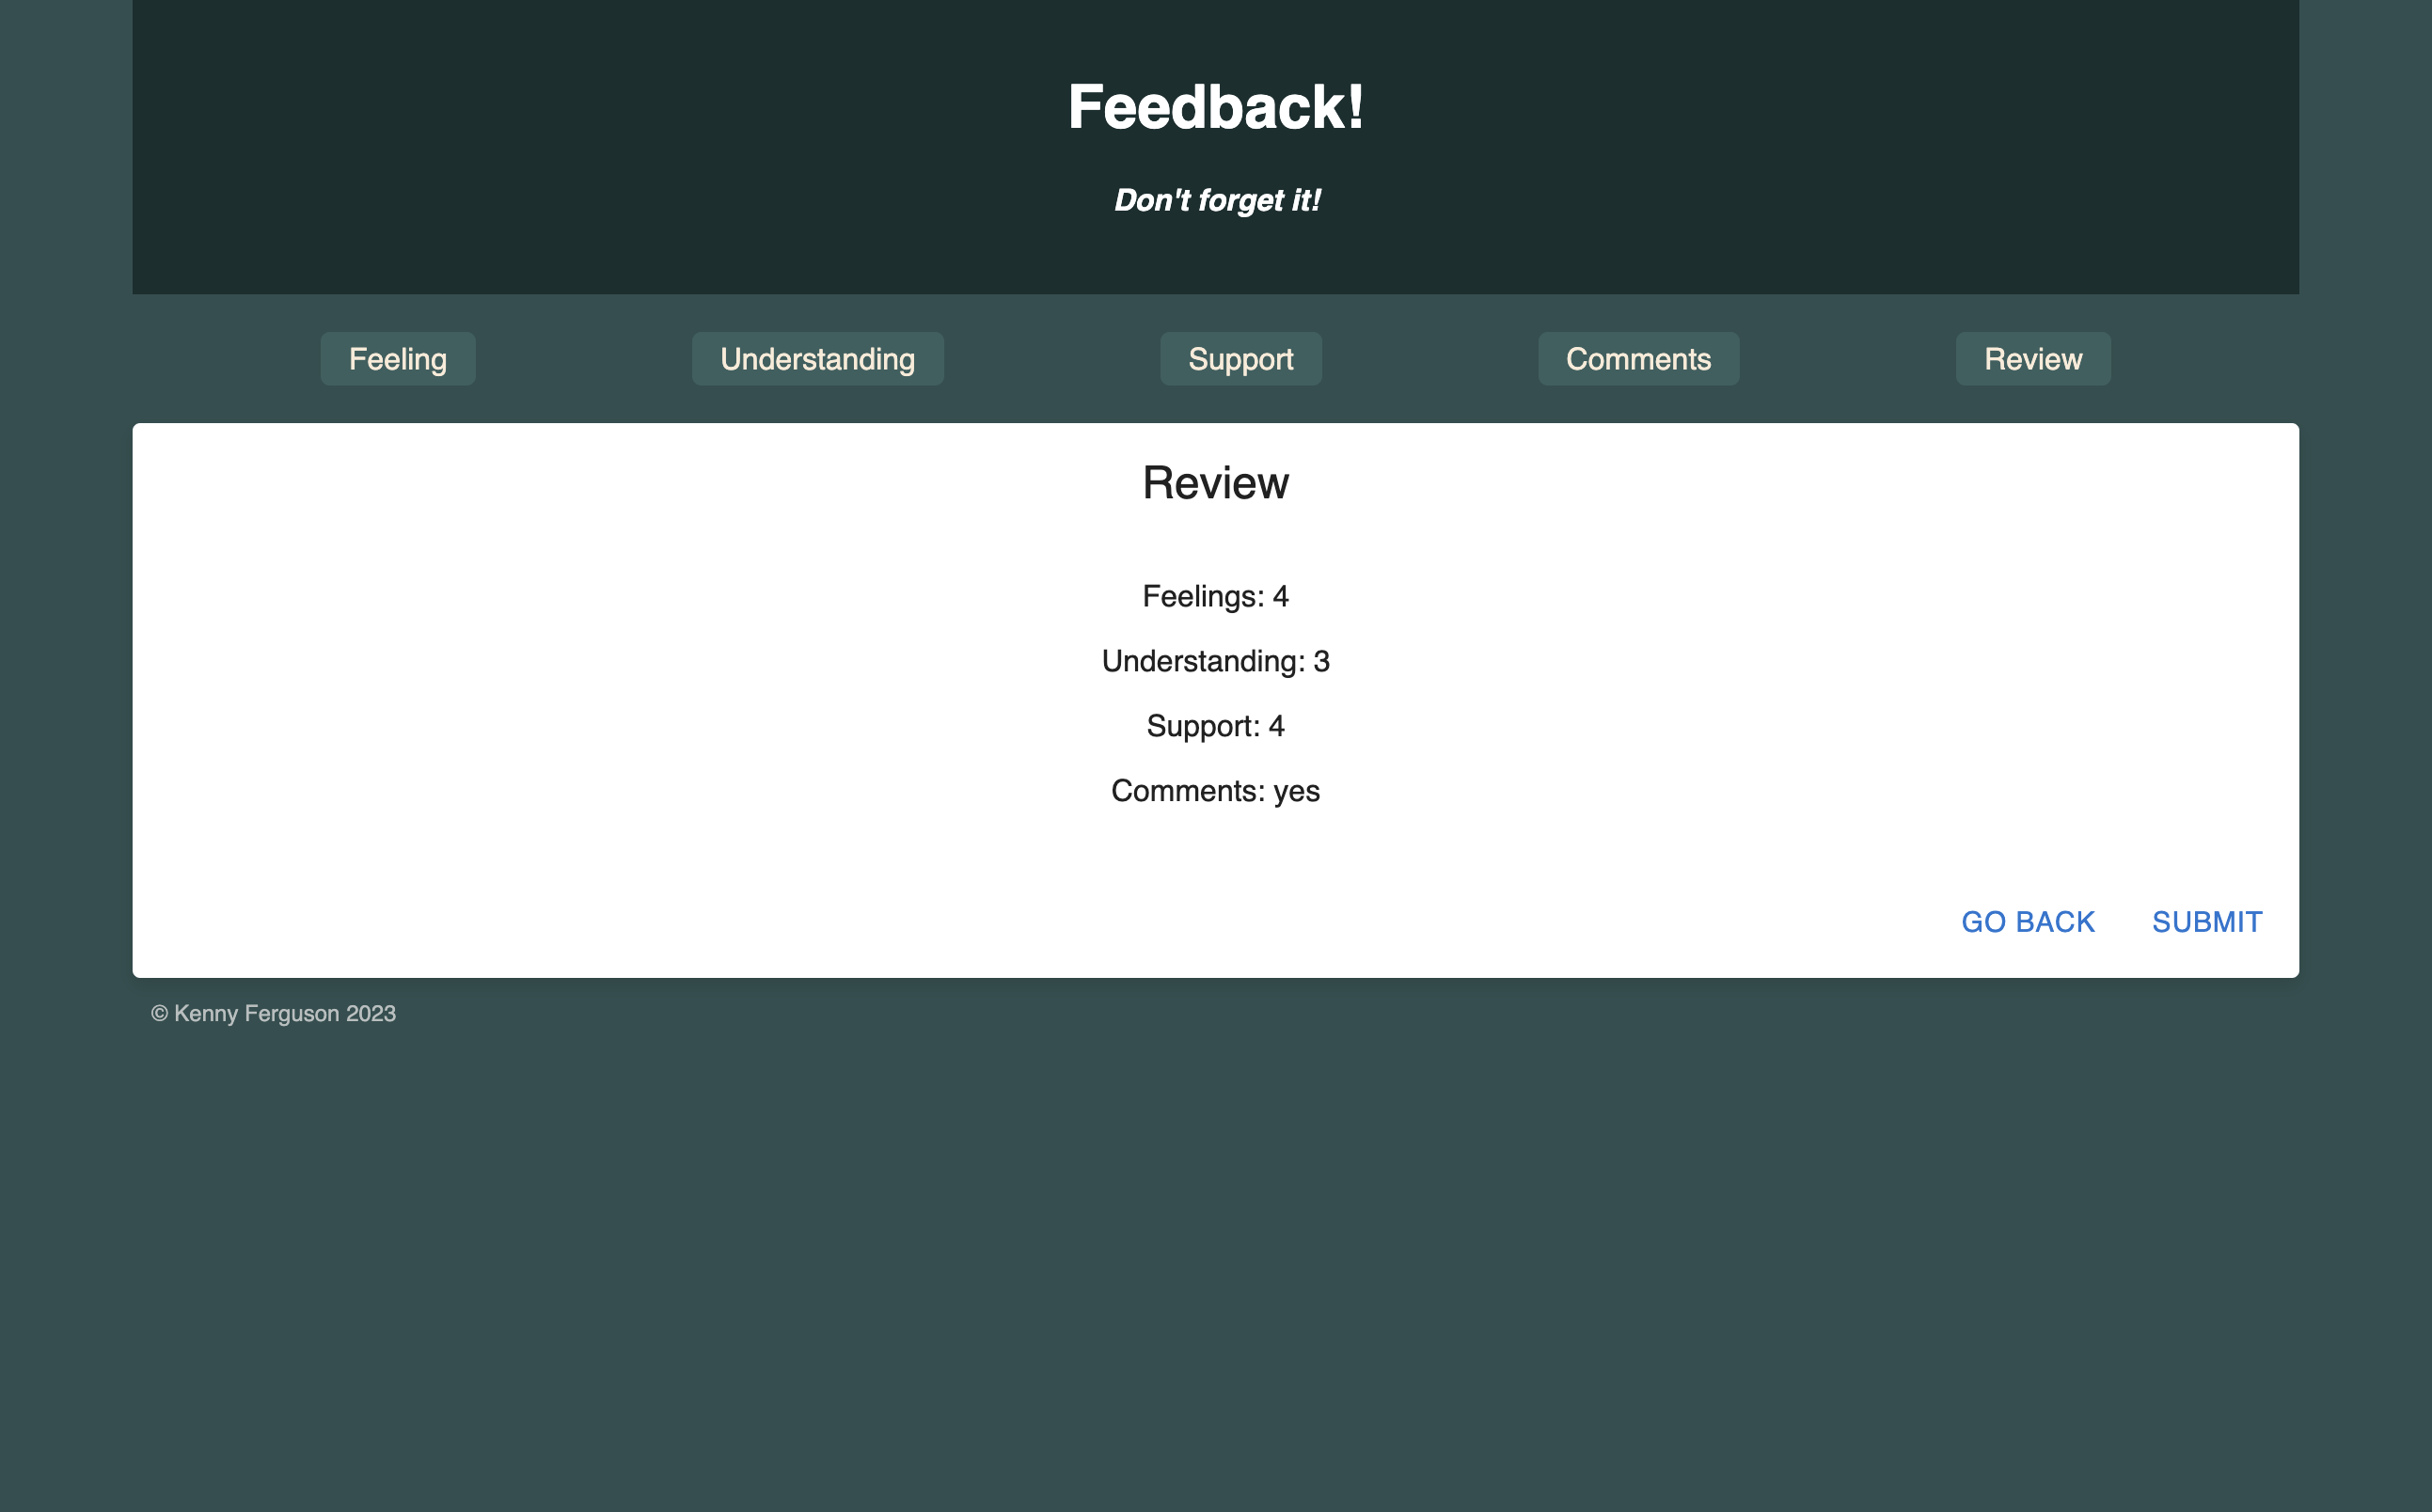 Feedback!
Don't forget it!
Feeling Understanding Support Comments Review
Review
Feelings: 4
Understanding: 3
Support: 4
Comments: yes
GO BACK SUBMIT
© Kenny Ferguson 2023